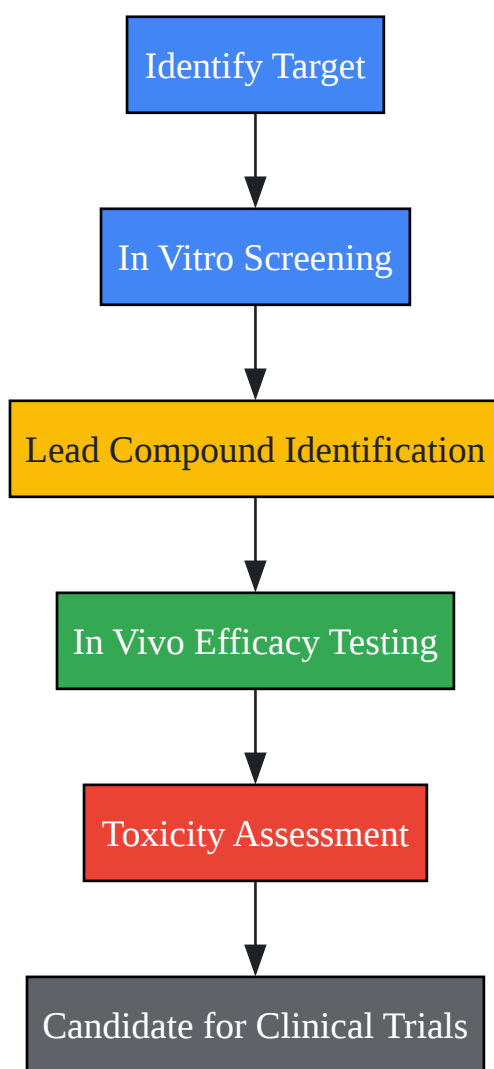 Identify Target
In Vitro Screening
Lead Compound Identification
In Vivo Efficacy Testing
Toxicity Assessment
Candidate for Clinical Trials